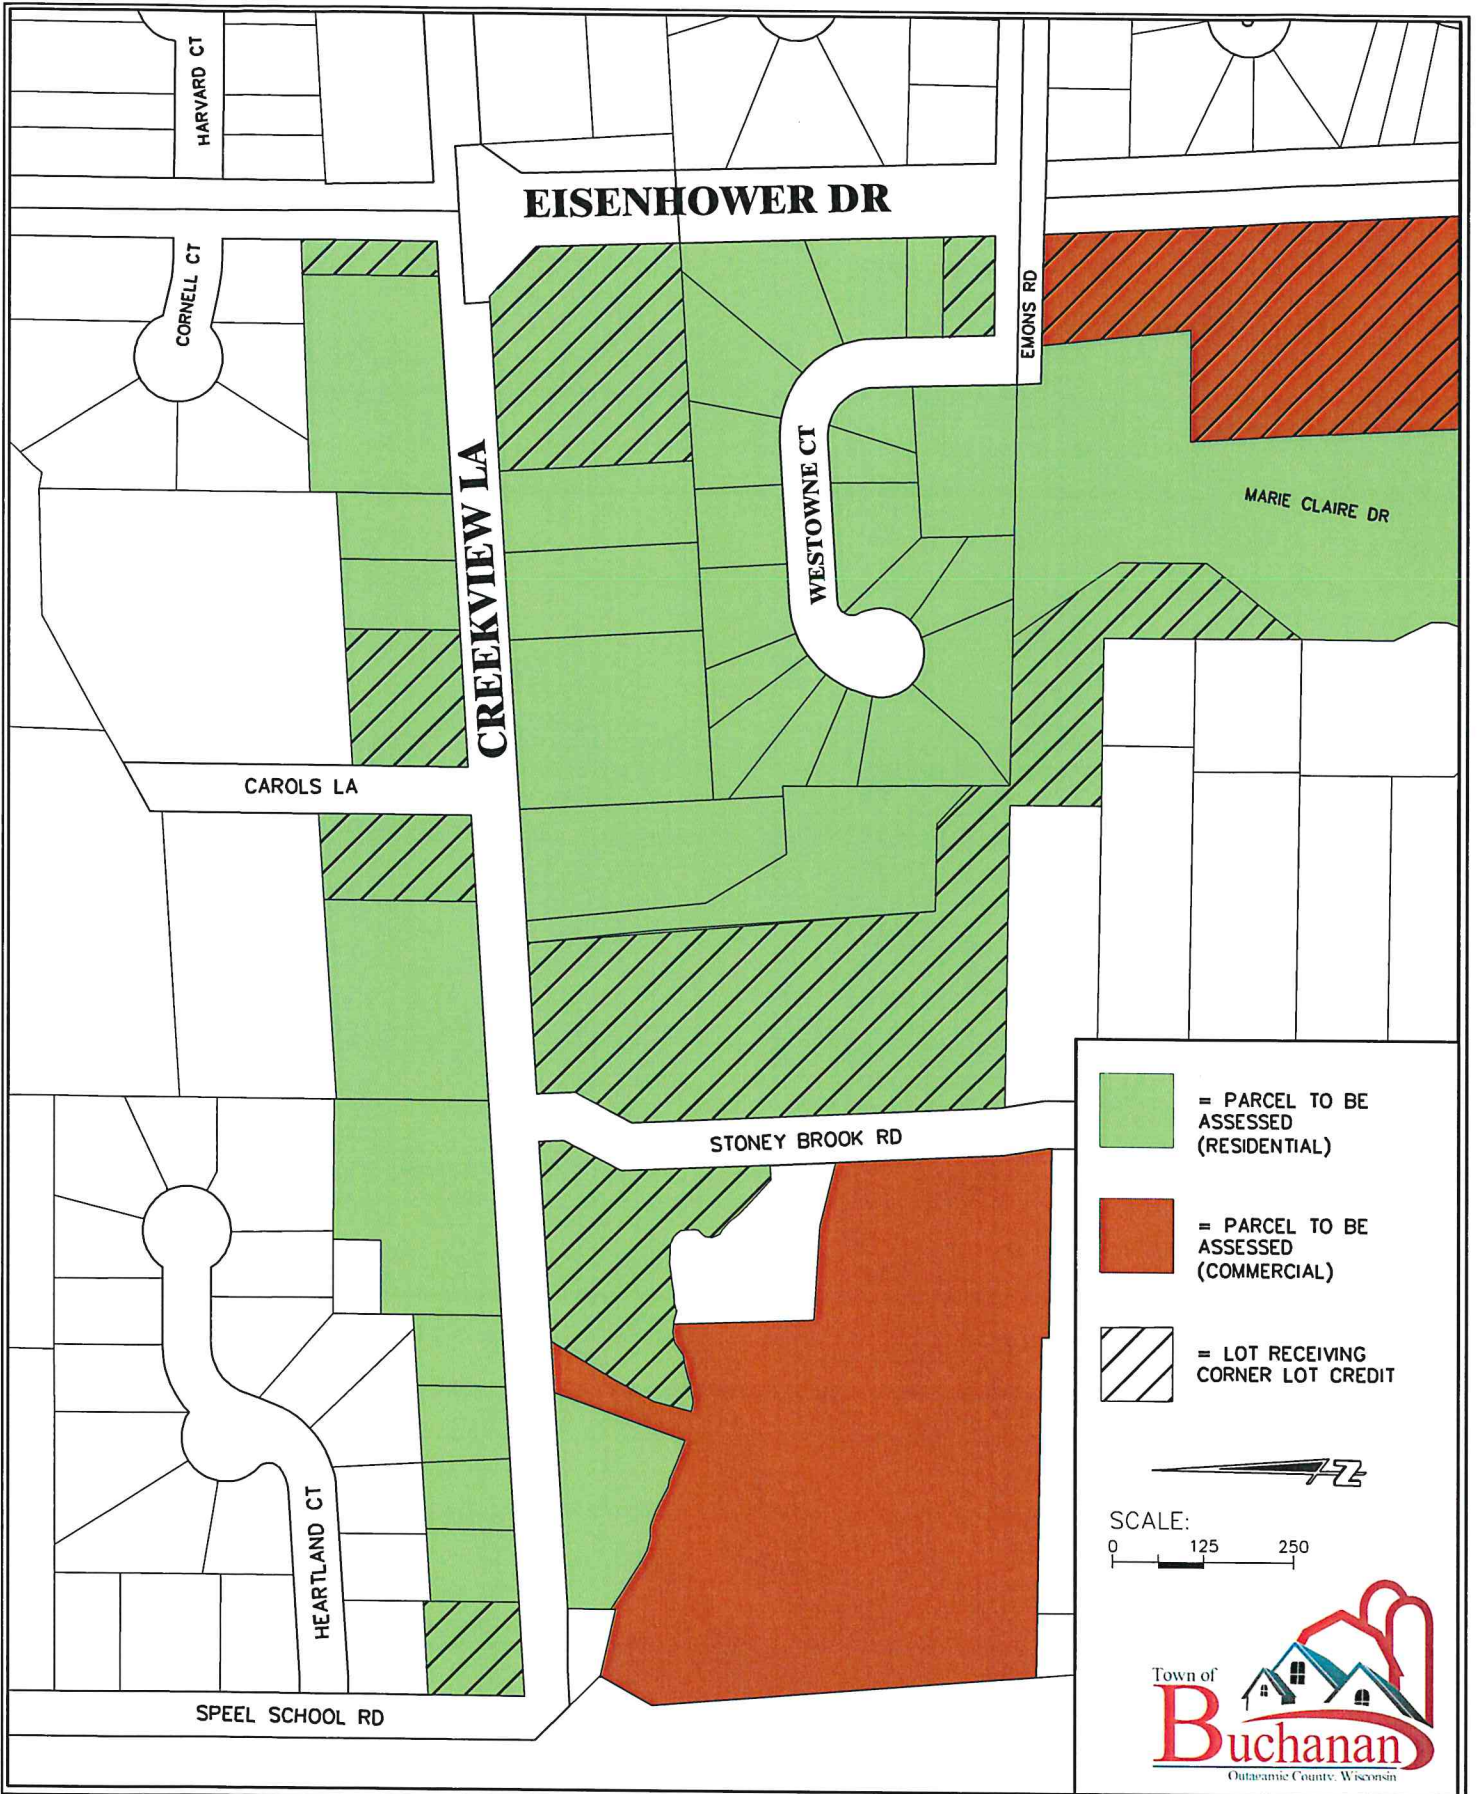 HARVARD CT
EISENHOWER DR
CORNELL CT
EMONS RD
CREEKVIEW LA
WESTOWNE CT
MARIE CLAIRE DR
CAROLS LA
STONEY BROOK RD
= PARCEL TO BE
ASSESSED
(RESIDENTIAL)
= PARCEL TO BE
ASSESSED
(COMMERCIAL)
= LOT RECEIVING
CORNER LOT CREDIT
N
SCALE:
0 125 250
HEARTLAND CT
SPEEL SCHOOL RD
Town of
Buchanan
Outagamie County, Wisconsin